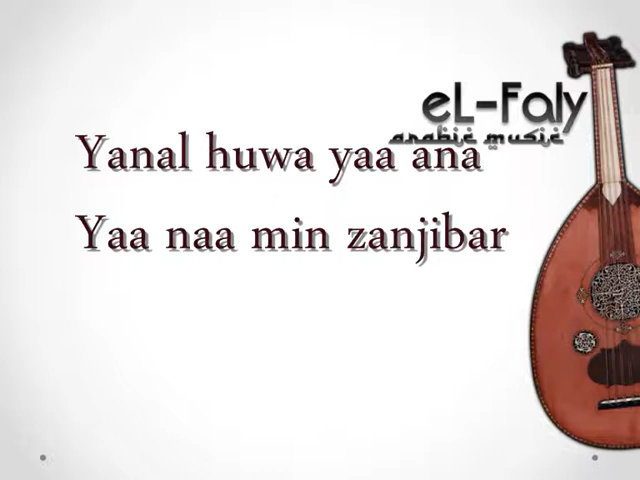 eL-Faly
arabic music
Yanal huwa yaa ana
Yaa naa min zanjibar